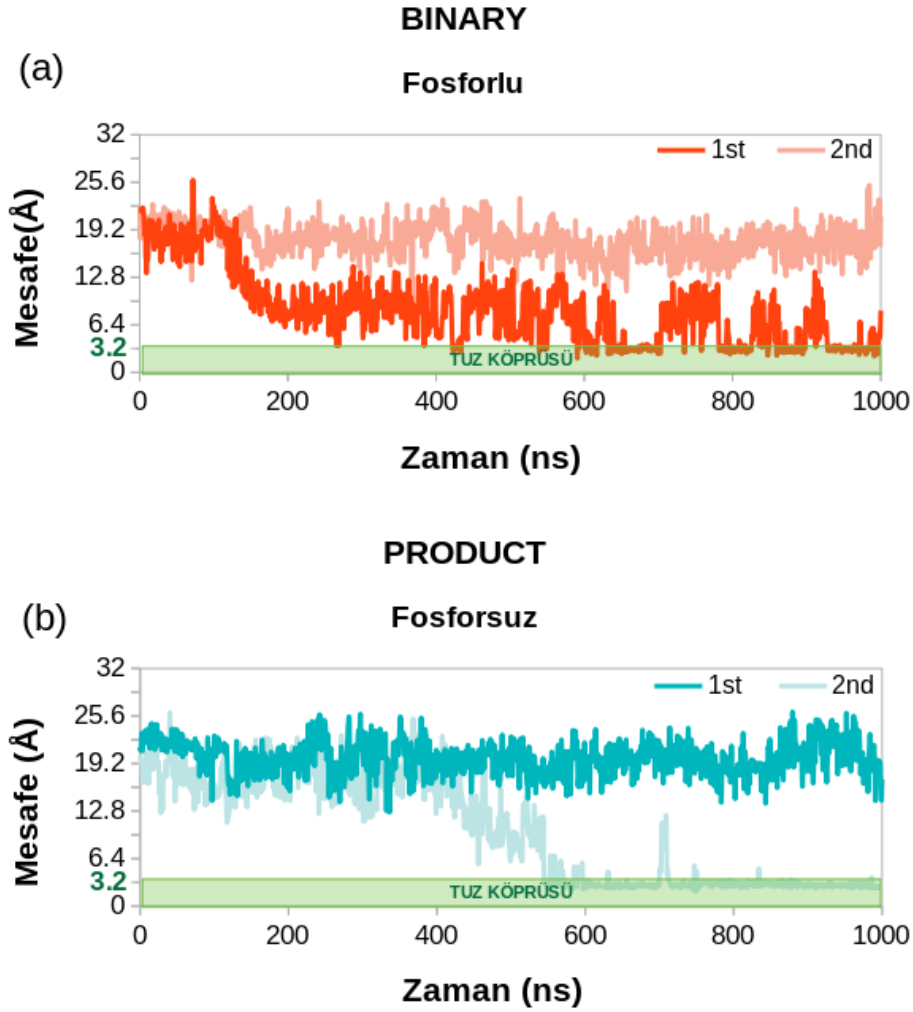 BINARY
(a)
Fosforlu
32
1st 2nd
25.6
19.2
12.8
6.4
3.2
0
Mesafe(Å)
TUZ KÖPRÜSÜ
0 200 400 600 800 1000
Zaman (ns)
PRODUCT
(b)
Fosforsuz
32
1st 2nd
25.6
19.2
12.8
6.4
3.2
0
Mesafe (Å)
TUZ KÖPRÜSÜ
0 200 400 600 800 1000
Zaman (ns)